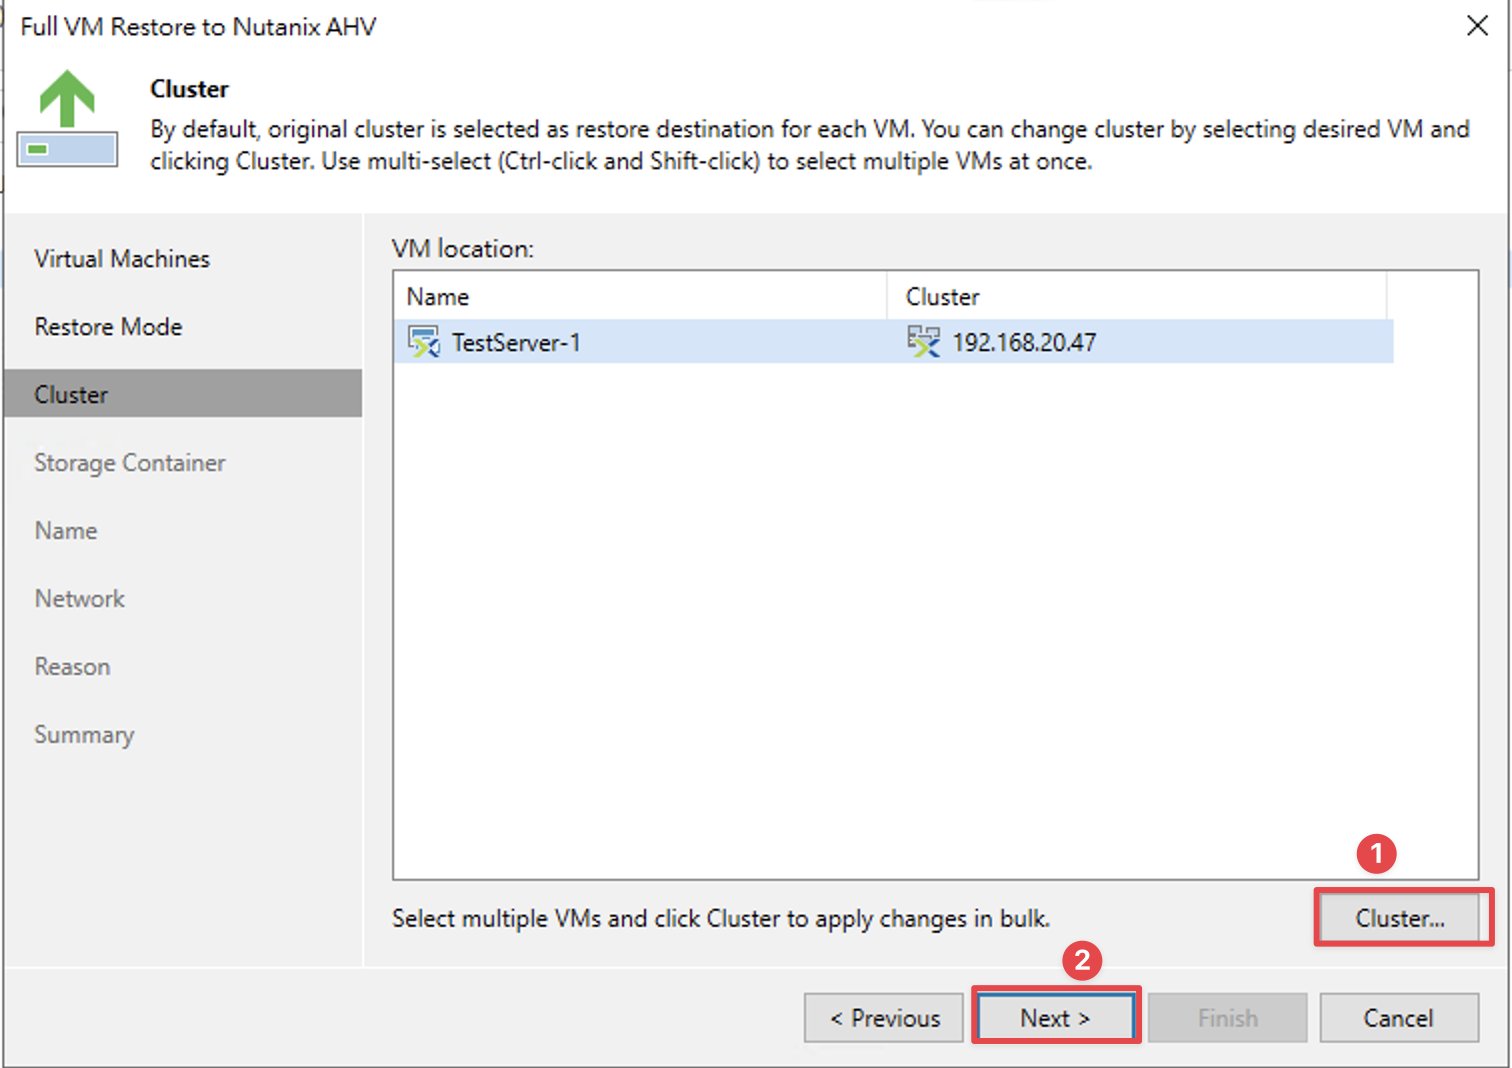 Full VM Restore to Nutanix AHV
Cluster
By default, original cluster is selected as restore destination for each VM. You can change cluster by selecting desired VM and
clicking Cluster. Use multi-select (Ctrl-click and Shift-click) to select multiple VMs at once.
Virtual Machines
Restore Mode
Cluster
Storage Container
Name
Network
Reason
Summary
VM location:
Name Cluster
TestServer-1 192.168.20.47
1
Select multiple VMs and click Cluster to apply changes in bulk. Cluster...
2
< Previous Next > Finish Cancel